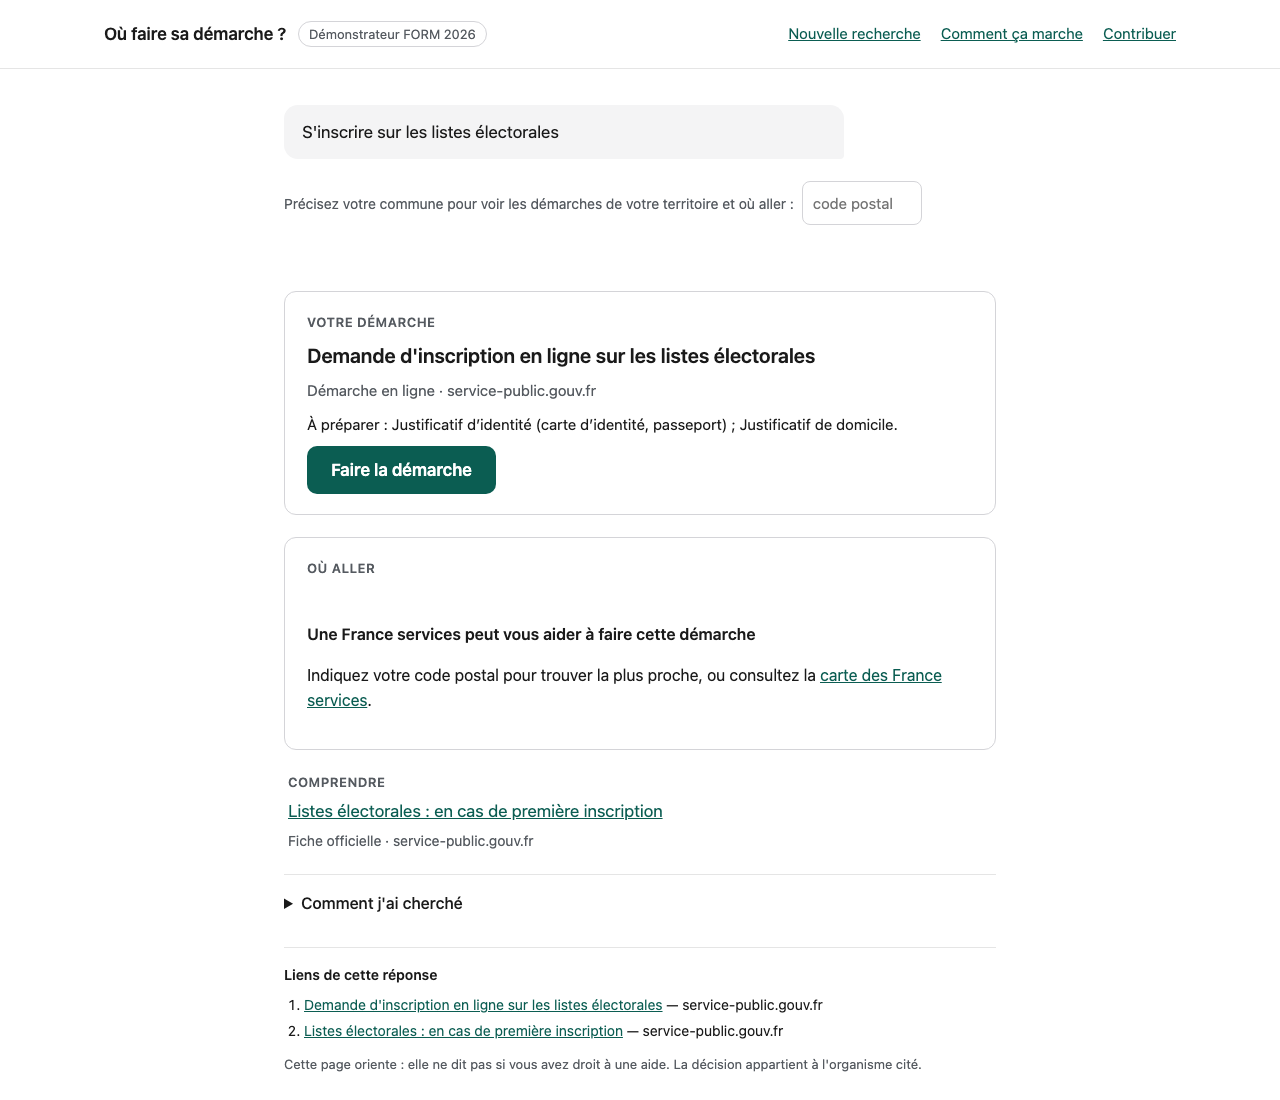 Où faire sa démarche ?
Démonstrateur FORM 2026
Nouvelle recherche
Comment ça marche
Contribuer
S'inscrire sur les listes électorales
Précisez votre commune pour voir les démarches de votre territoire et où aller :
code postal
VOTRE DÉMARCHE
Demande d'inscription en ligne sur les listes électorales
Démarche en ligne · service-public.gouv.fr
À préparer : Justificatif d’identité (carte d’identité, passeport) ; Justificatif de domicile.
Faire la démarche
OÙ ALLER
Une France services peut vous aider à faire cette démarche
Indiquez votre code postal pour trouver la plus proche, ou consultez la carte des France
services.
COMPRENDRE
Listes électorales : en cas de première inscription
Fiche officielle · service-public.gouv.fr
Comment j'ai cherché
Liens de cette réponse
1. Demande d'inscription en ligne sur les listes électorales — service-public.gouv.fr
2. Listes électorales : en cas de première inscription — service-public.gouv.fr
Cette page oriente : elle ne dit pas si vous avez droit à une aide. La décision appartient à l'organisme cité.